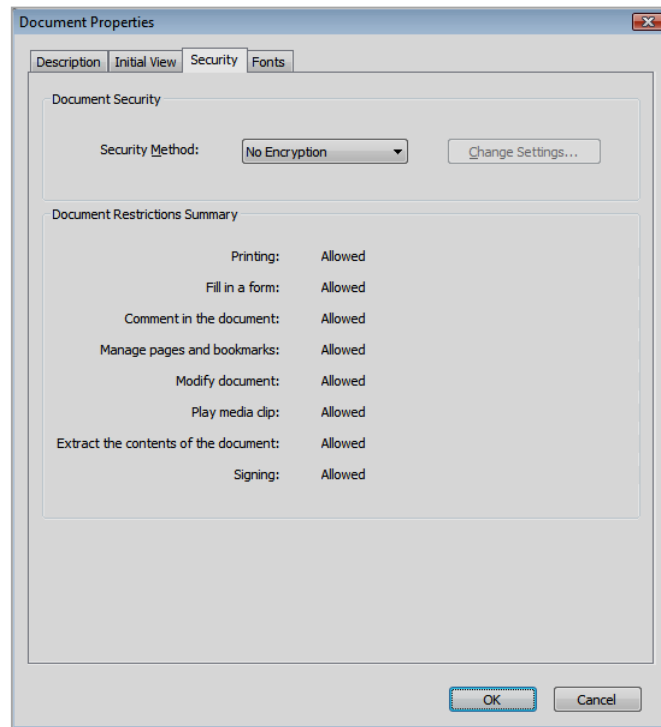 Document Properties
Description Initial View Security Fonts
Document Security
Security Method: No Encryption Change Settings...
Document Restrictions Summary
Printing: Allowed
Fill in a form: Allowed
Comment in the document: Allowed
Manage pages and bookmarks: Allowed
Modify document: Allowed
Play media clip: Allowed
Extract the contents of the document: Allowed
Signing: Allowed
OK Cancel